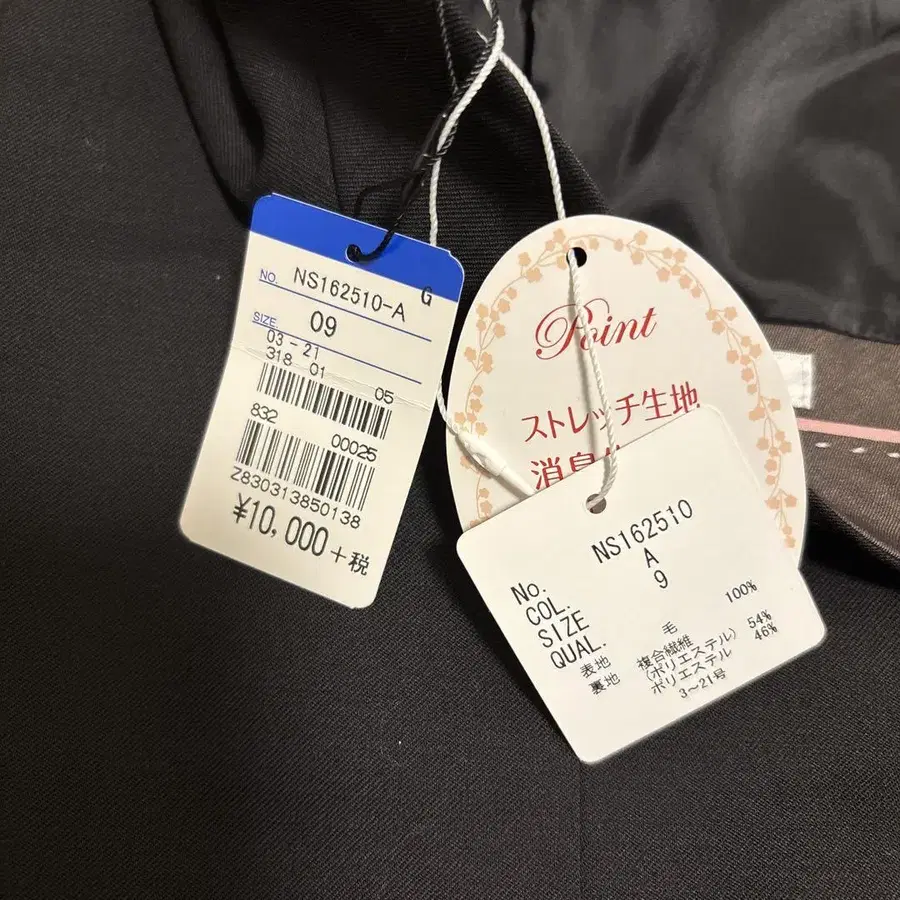 NO. NS162510-A G
SIZE 09
03-21
318 01 05
832 00025
Z830313850138
¥10,000+税
Point
ストレッチ生地
消臭
No. NS162510
COL. A
SIZE 9
QUAL.
表地 毛 100%
裏地 複合繊維
(ポリエステル) 54%
ポリエステル 46%
3〜21号